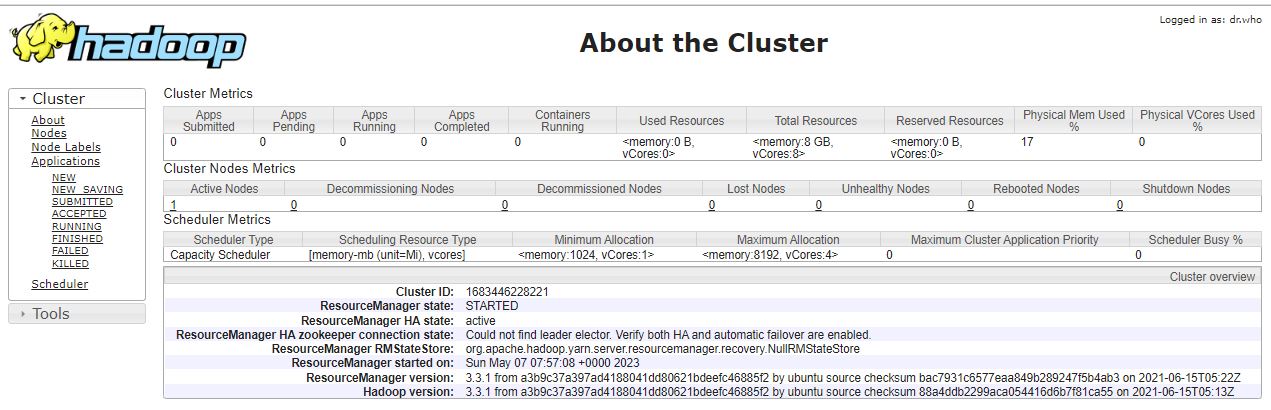 Logged in as: dr.who
hadoop
About the Cluster
Cluster
About
Nodes
Node Labels
Applications
NEW
NEW_SAVING
SUBMITTED
ACCEPTED
RUNNING
FINISHED
FAILED
KILLED
Scheduler
Tools
Cluster Metrics
Apps Submitted Apps Pending Apps Running Apps Completed Containers Running Used Resources Total Resources Reserved Resources Physical Mem Used % Physical VCores Used %
0 0 0 0 0 <memory:0 B, vCores:0> <memory:8 GB, vCores:8> <memory:0 B, vCores:0> 17 0
Cluster Nodes Metrics
Active Nodes Decommissioning Nodes Decommissioned Nodes Lost Nodes Unhealthy Nodes Rebooted Nodes Shutdown Nodes
1 0 0 0 0 0 0
Scheduler Metrics
Scheduler Type Scheduling Resource Type Minimum Allocation Maximum Allocation Maximum Cluster Application Priority Scheduler Busy %
Capacity Scheduler [memory-mb (unit=Mi), vcores] <memory:1024, vCores:1> <memory:8192, vCores:4> 0 0
Cluster overview
Cluster ID: 1683446228221
ResourceManager state: STARTED
ResourceManager HA state: active
ResourceManager HA zookeeper connection state: Could not find leader elector. Verify both HA and automatic failover are enabled.
ResourceManager RMStateStore: org.apache.hadoop.yarn.server.resourcemanager.recovery.NullRMStateStore
ResourceManager started on: Sun May 07 07:57:08 +0000 2023
ResourceManager version: 3.3.1 from a3b9c37a397ad4188041dd80621bdeefc46885f2 by ubuntu source checksum bac7931c6577eaa849b289247f5b4ab3 on 2021-06-15T05:22Z
Hadoop version: 3.3.1 from a3b9c37a397ad4188041dd80621bdeefc46885f2 by ubuntu source checksum 88a4ddb2299aca054416d6b7f81ca55 on 2021-06-15T05:13Z